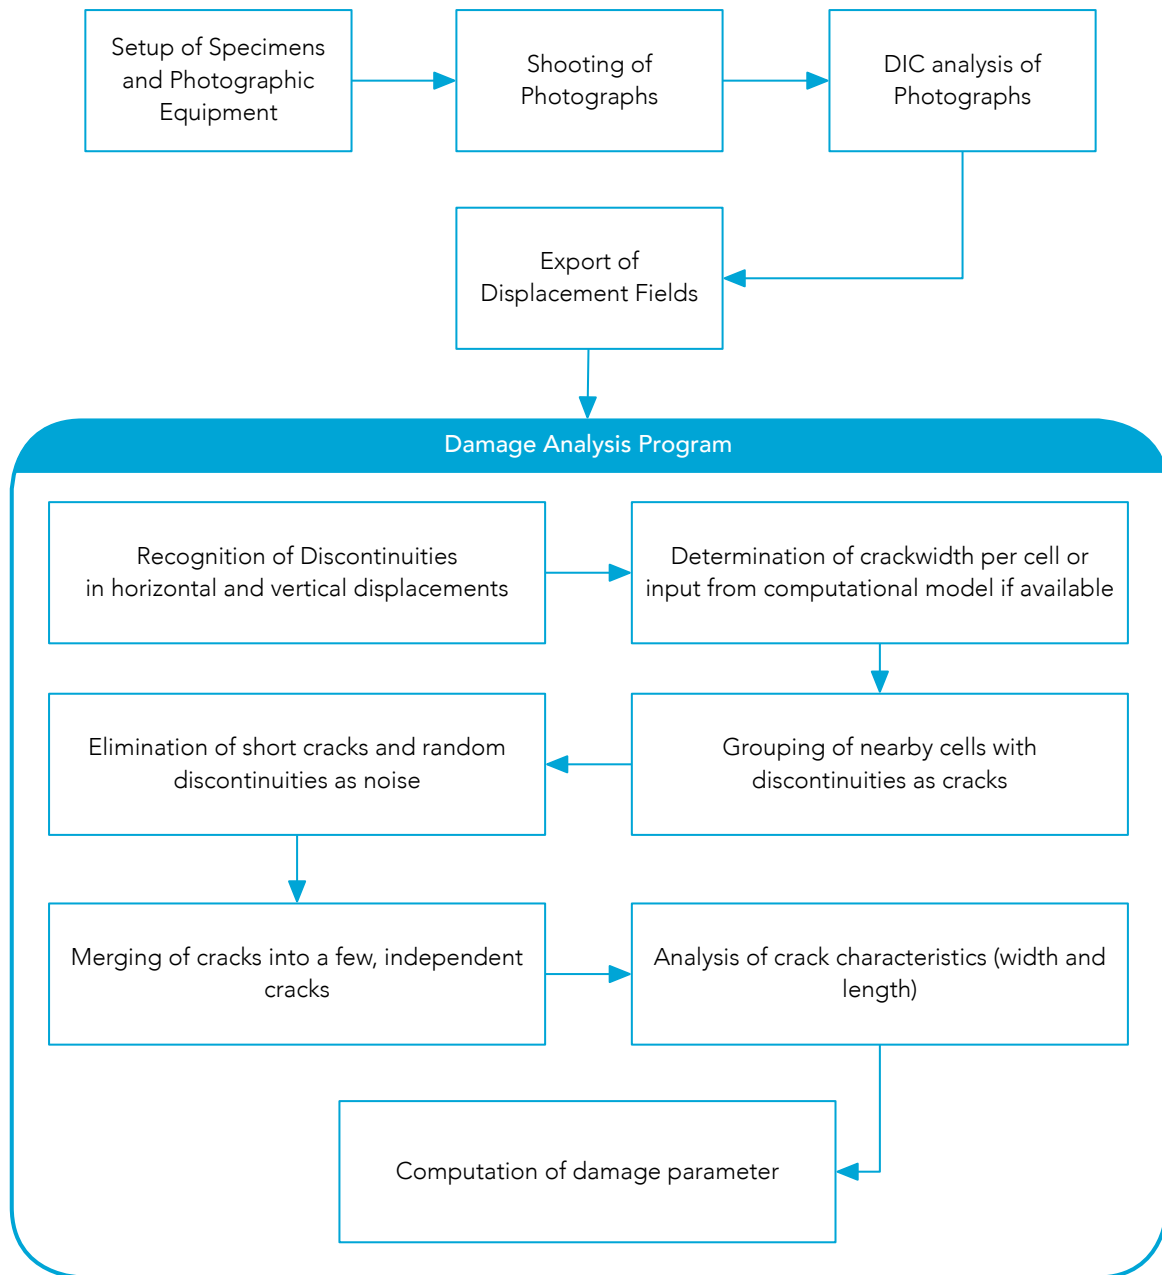 Setup of Specimens
and Photographic
Equipment
Shooting of
Photographs
DIC analysis of
Photographs
Export of
Displacement Fields
Damage Analysis Program
Recognition of Discontinuities
in horizontal and vertical displacements
Determination of crackwidth per cell or
input from computational model if available
Grouping of nearby cells with
discontinuities as cracks
Elimination of short cracks and random
discontinuities as noise
Merging of cracks into a few, independent
cracks
Analysis of crack characteristics (width and
length)
Computation of damage parameter